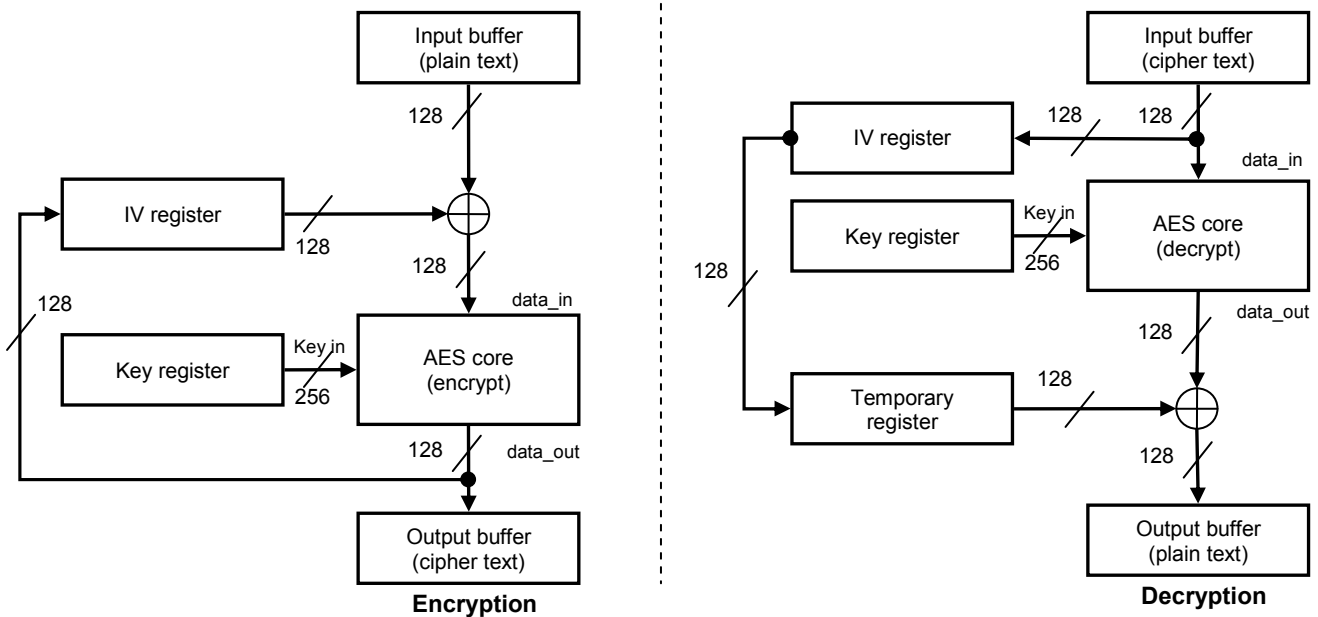 Input buffer
(plain text)
128
IV register
128
128
128
data_in
Key register
Key in
256
AES core
(encrypt)
128
data_out
Output buffer
(cipher text)
Encryption
Input buffer
(cipher text)
128
128
IV register
data_in
Key register
Key in
256
AES core
(decrypt)
128
data_out
128
Temporary
register
128
128
Output buffer
(plain text)
Decryption